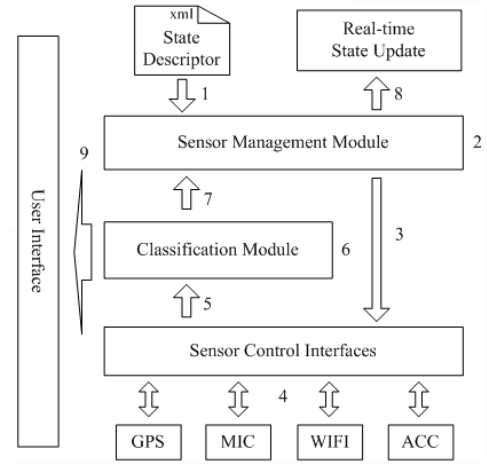 xml
State
Descriptor
Real-time
State Update
1
8
Sensor Management Module
2
9
7
3
User Interface
Classification Module
6
5
Sensor Control Interfaces
4
GPS
MIC
WIFI
ACC